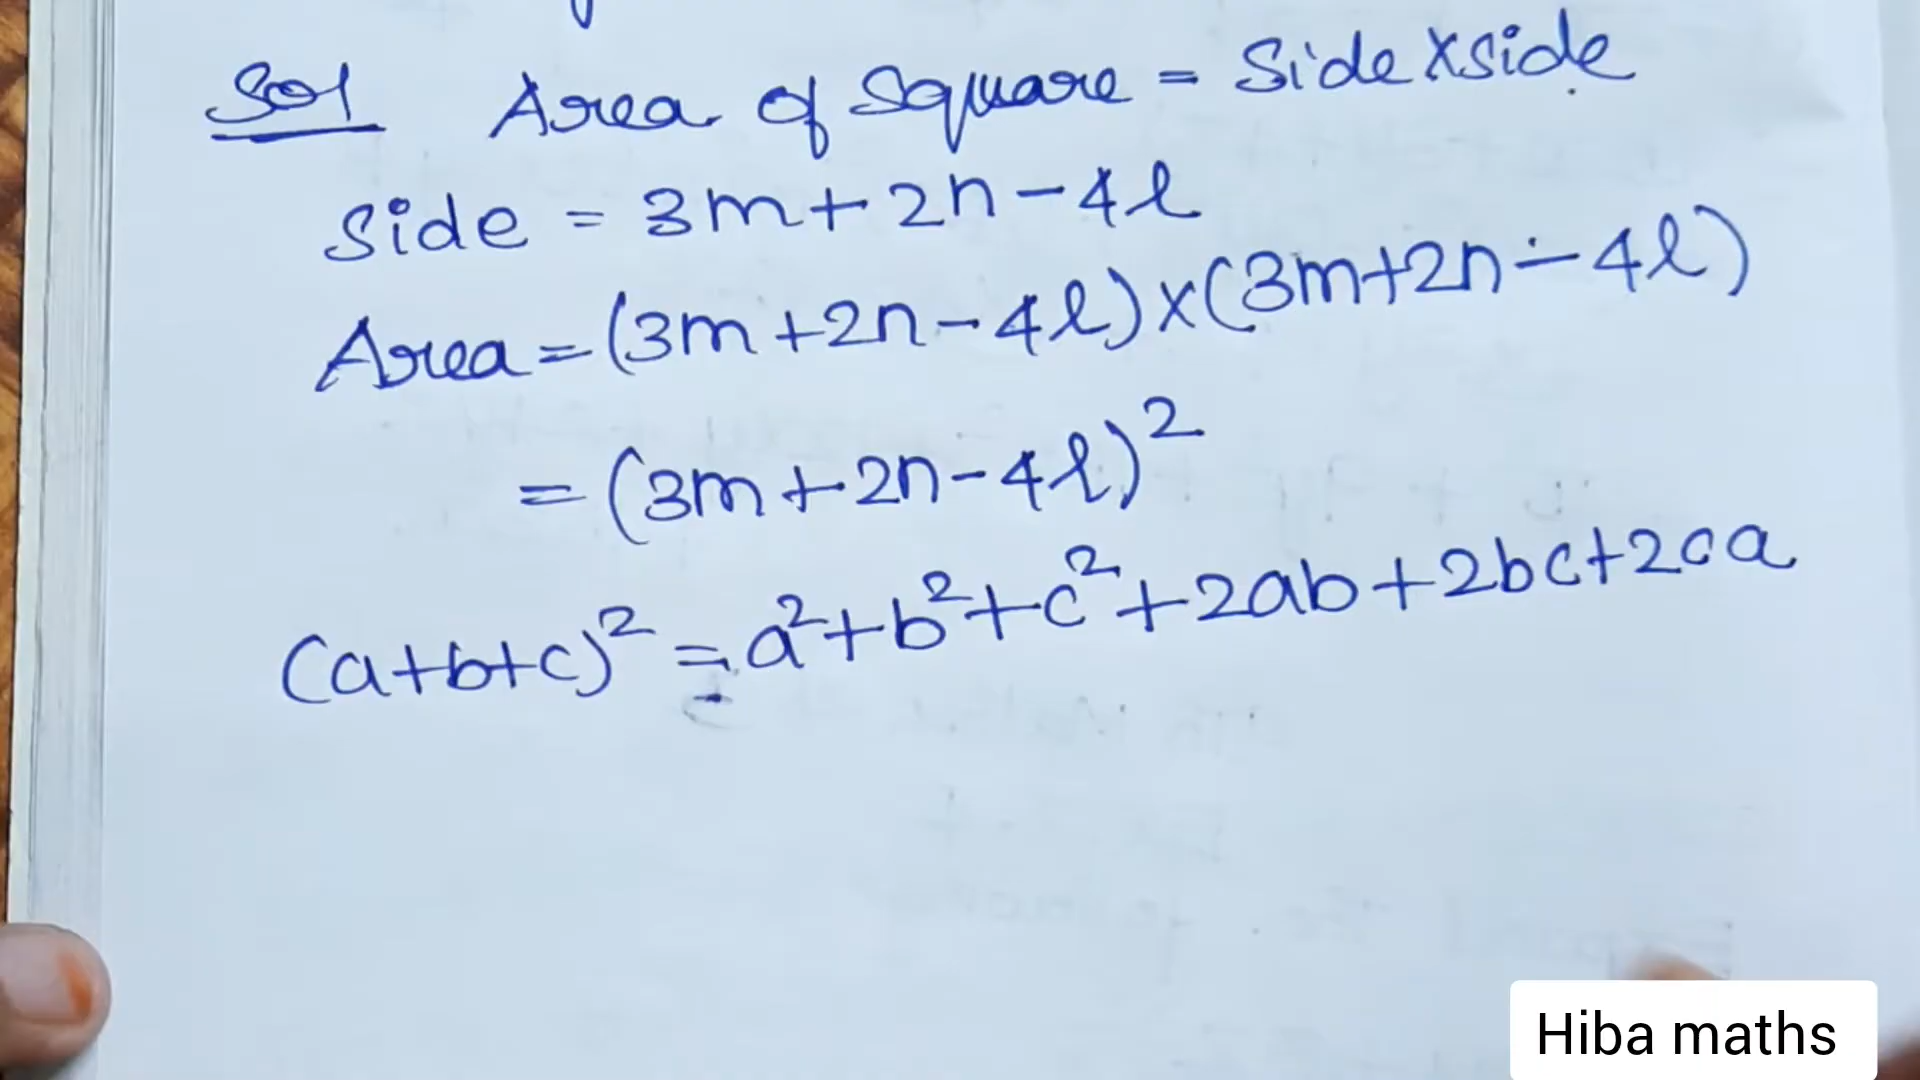 Sol Area of Square = Side x side
Side = 3m + 2n - 4l
Area = (3m + 2n - 4l) x (3m + 2n - 4l)
= (3m + 2n - 4l)²
(a+b+c)² = a² + b² + c² + 2ab + 2bc + 2ca
Hiba maths